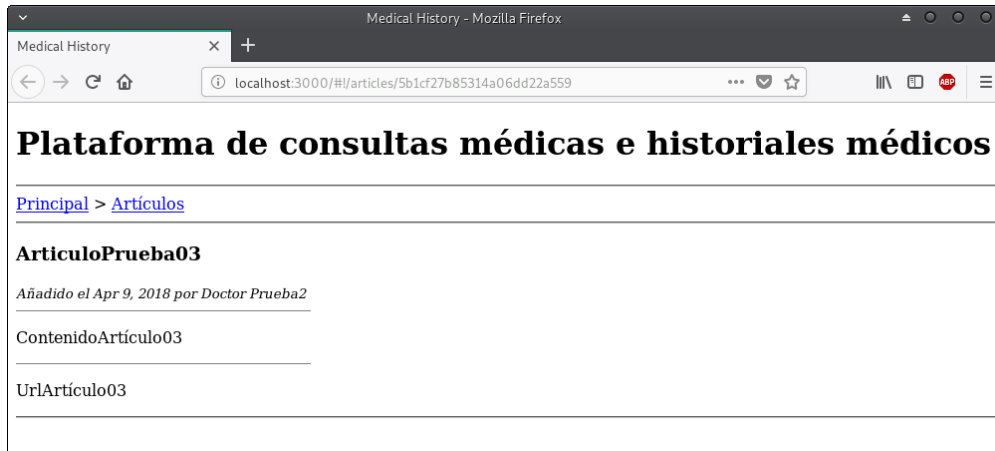 Medical History - Mozilla Firefox
Medical History
localhost:3000/#!/articles/5b1cf27b85314a06dd22a559
ABP
Plataforma de consultas médicas e historiales médicos
Principal > Artículos
ArticuloPrueba03
Añadido el Apr 9, 2018 por Doctor Prueba2
ContenidoArtículo03
UrlArtículo03